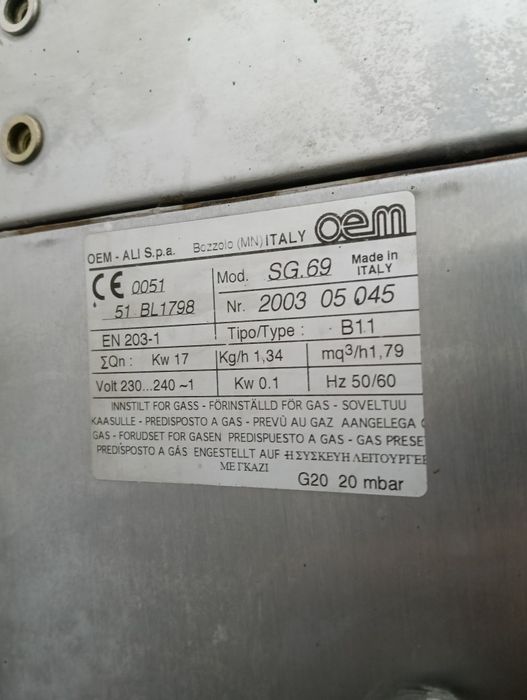 OEM - ALI S.p.a. Bozzolo (MN) ITALY oem
CE 0051
51 BL1798
Mod. SG.69 Made in ITALY
Nr. 2003 05 045
EN 203-1 Tipo/Type : B11
ΣQn : Kw 17 Kg/h 1,34 mq³/h1,79
Volt 230...240 ~1 Kw 0.1 Hz 50/60
INNSTILT FOR GASS - FÖRINSTÄLLD FÖR GAS - SOVELTUU
KAASULLE - PREDISPOSTO A GAS - PREVÛ AU GAZ AANGELEGA
GAS - FORUDSET FOR GASEN PREDISPUESTO A GAS - GAS PRESE
PREDÍSPOSTO A GÁS ENGESTELLT AUF - Η ΣΥΣΚΕΥΗ ΛΕΙΤΟΥΡΓΕΙ
ΜΕ ΓΚΑΖΙ
G20 20 mbar